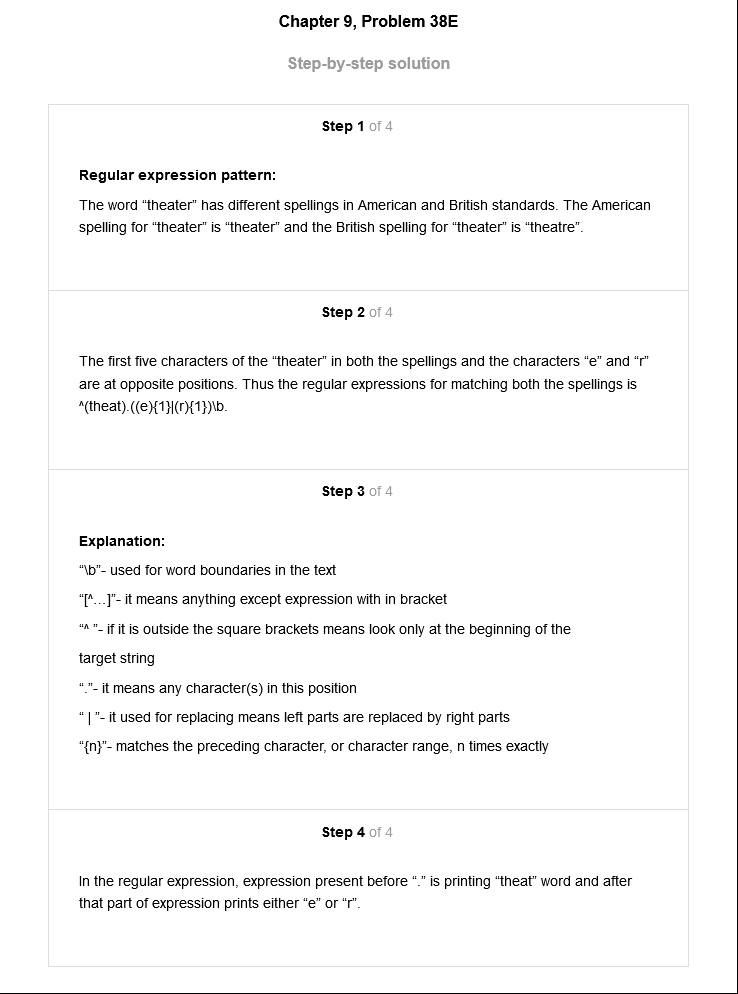 Chapter 9, Problem 38E
Step-by-step solution
Step 1 of 4
Regular expression pattern:
The word “theater” has different spellings in American and British standards. The American
spelling for “theater” is “theater” and the British spelling for “theater” is “theatre”.
Step 2 of 4
The first five characters of the “theater” in both the spellings and the characters “e” and “r”
are at opposite positions. Thus the regular expressions for matching both the spellings is
^(theat).((e){1}|(r){1})\b.
Step 3 of 4
Explanation:
“\b”- used for word boundaries in the text
“[^...]”- it means anything except expression with in bracket
“^ ”- if it is outside the square brackets means look only at the beginning of the
target string
“.”- it means any character(s) in this position
“ | ”- it used for replacing means left parts are replaced by right parts
“{n}”- matches the preceding character, or character range, n times exactly
Step 4 of 4
In the regular expression, expression present before “.” is printing “theat” word and after
that part of expression prints either “e” or “r”.